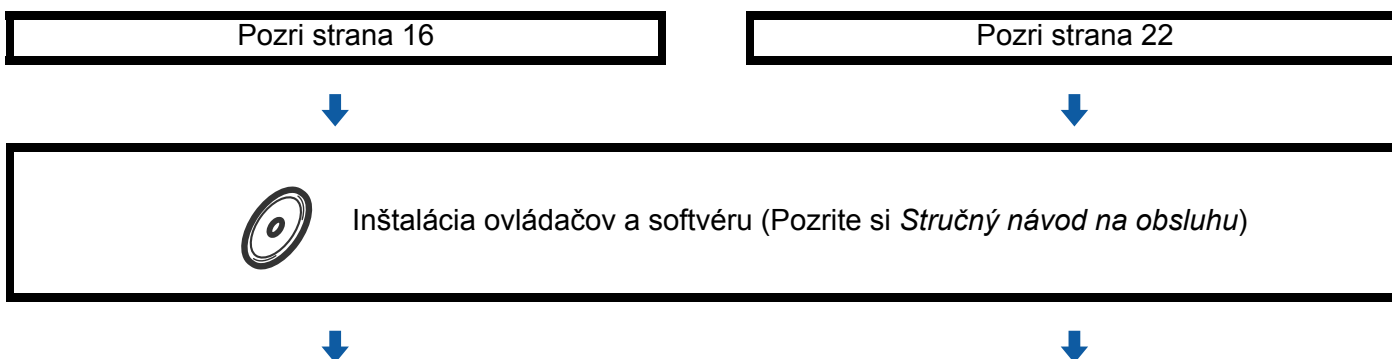 Pozri strana 16
Pozri strana 22
Inštalácia ovládačov a softvéru (Pozrite si Stručný návod na obsluhu)